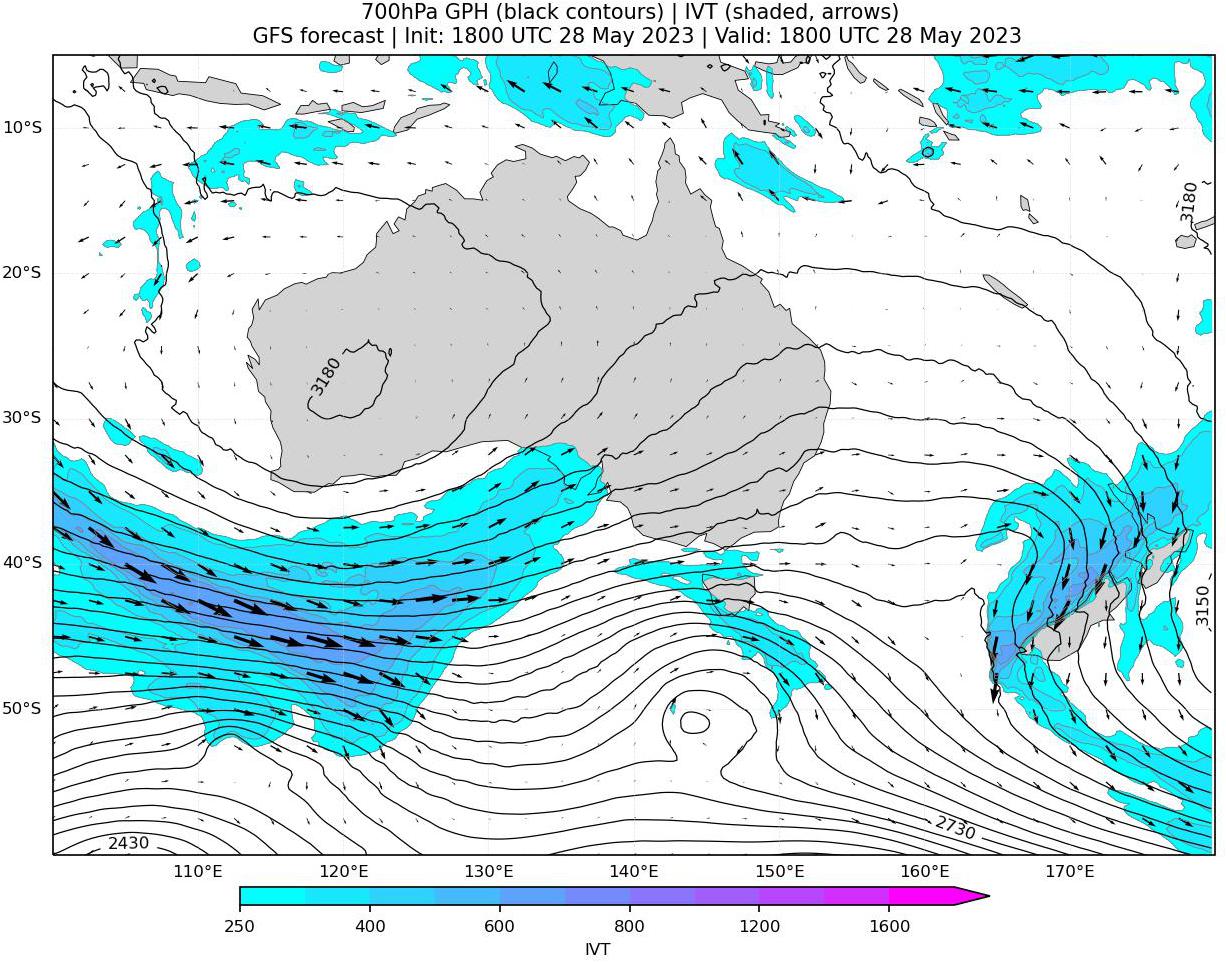 700hPa GPH (black contours) | IVT (shaded, arrows)
GFS forecast | Init: 1800 UTC 28 May 2023 | Valid: 1800 UTC 28 May 2023
10°S
3180
20°S
3180
30°S
40°S
3150
50°S
2730
2430
110°E 120°E 130°E 140°E 150°E 160°E 170°E
250 400 600 800 1200 1600
IVT